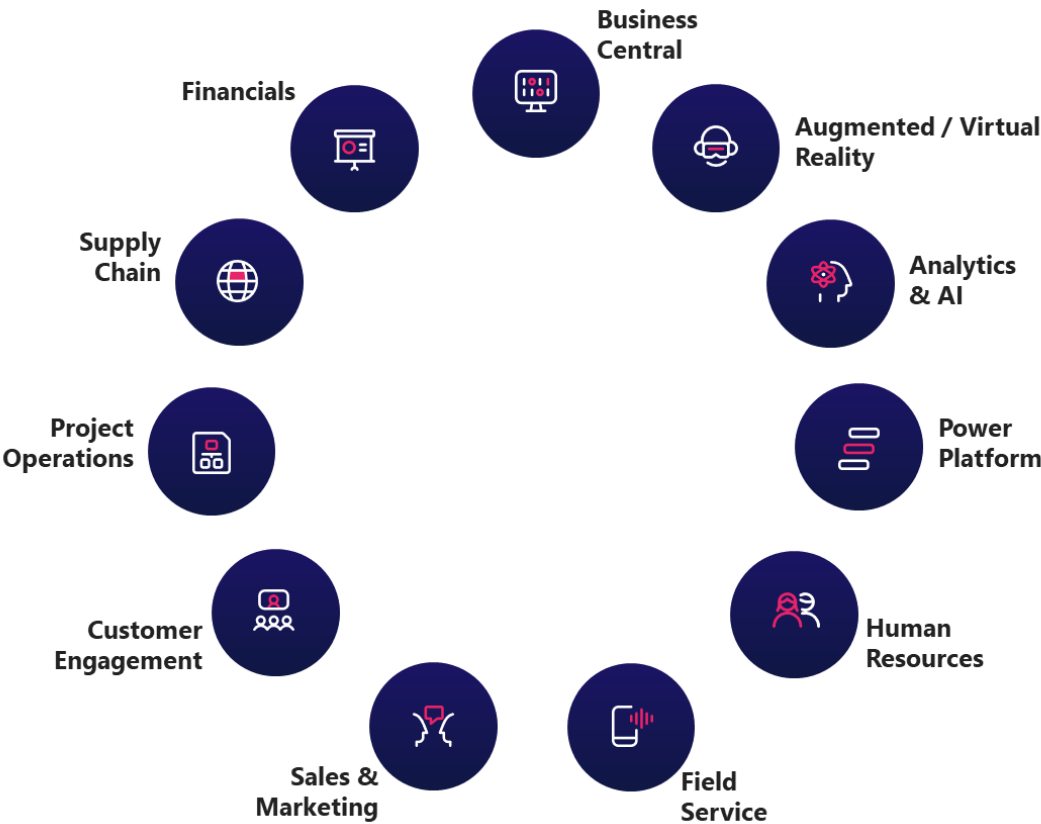 Business
Central
Financials
Augmented / Virtual
Reality
Supply
Chain
Analytics
& AI
Project
Operations
Power
Platform
Customer
Engagement
Human
Resources
Sales &
Marketing
Field
Service